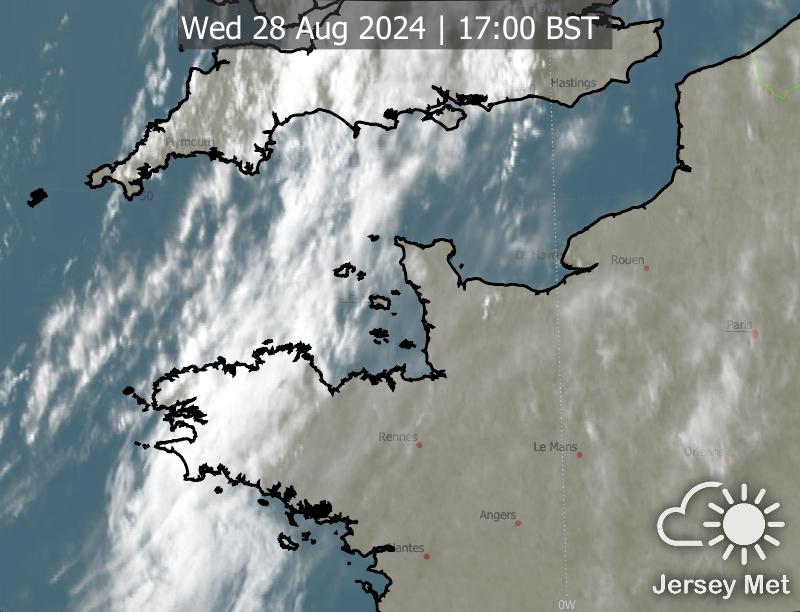 Wed 28 Aug 2024 | 17:00 BST
Hastings
Plymouth
50
Le Havre
Rouen
Paris
Rennes
Le Mans
Orleans
Angers
Nantes
0W
Jersey Met